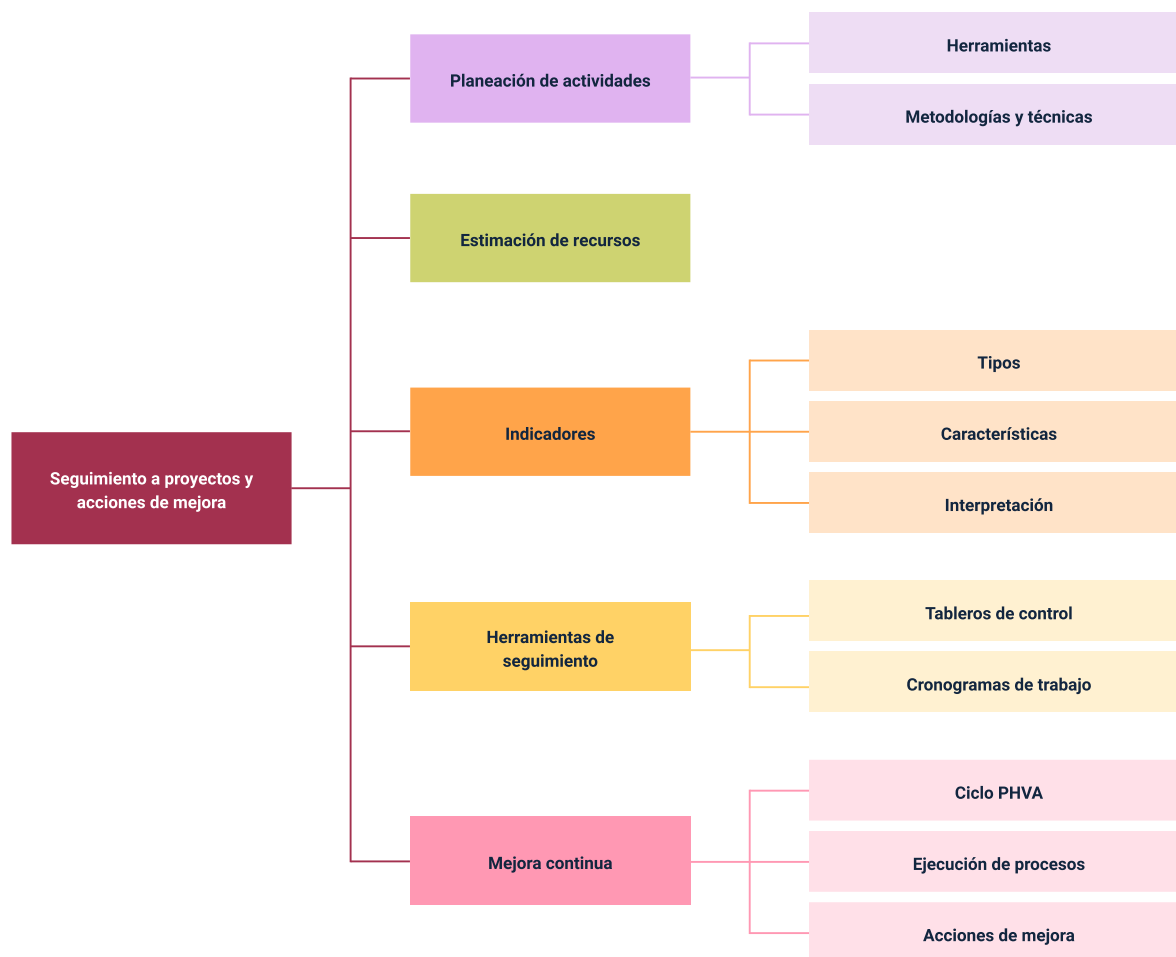 Seguimiento a proyectos y
acciones de mejora
Planeación de actividades
Herramientas
Metodologías y técnicas
Estimación de recursos
Indicadores
Tipos
Características
Interpretación
Herramientas de
seguimiento
Tableros de control
Cronogramas de trabajo
Mejora continua
Ciclo PHVA
Ejecución de procesos
Acciones de mejora